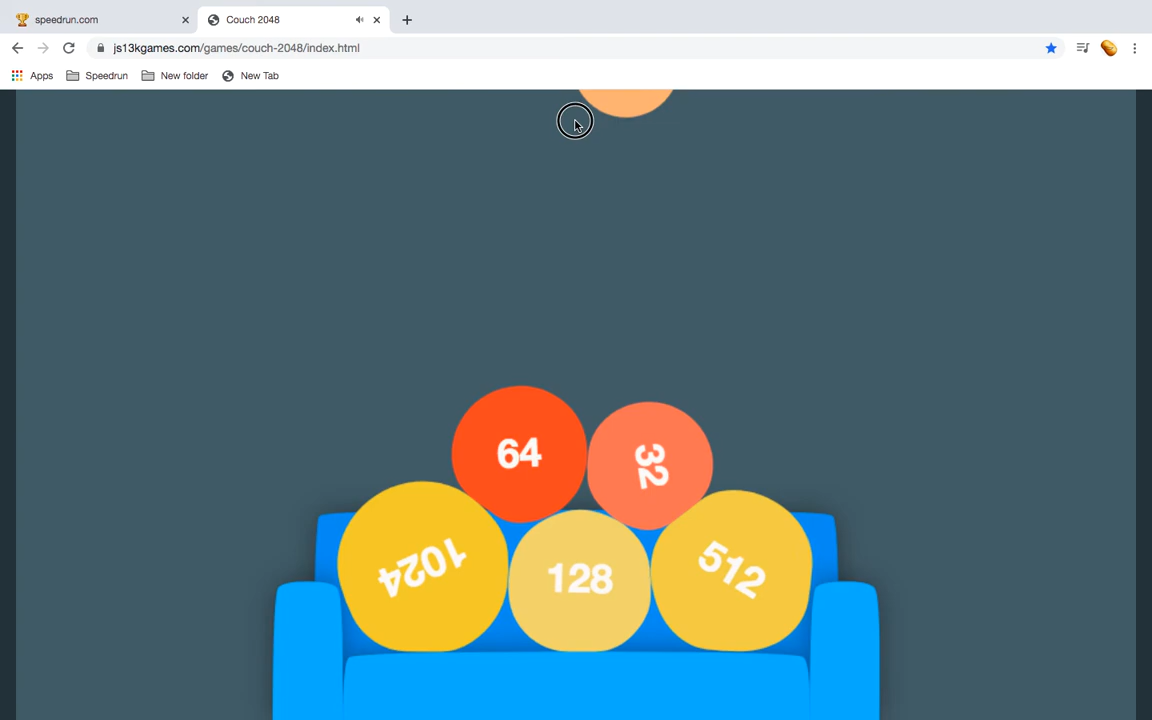 speedrun.com
Couch 2048
js13kgames.com/games/couch-2048/index.html
Apps
Speedrun
New folder
New Tab
64
32
1024
128
512